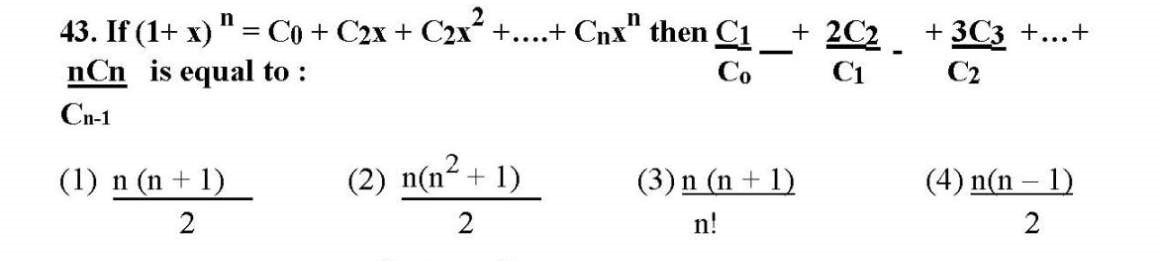 43. If (1+ x) ⁿ = C₀ + C₂x + C₂x² +....+ Cₙxⁿ then C₁ _ + 2C₂ - + 3C₃ +...+
nCₙ is equal to : C₀ C₁ C₂
Cₙ₋₁
(1) n (n + 1) (2) n(n² + 1) (3) n (n + 1) (4) n(n – 1)
2 2 n! 2